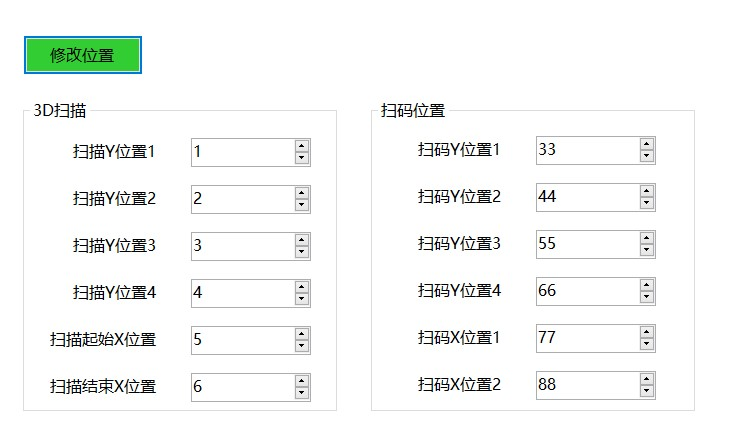 修改位置
3D扫描
扫描Y位置1 1
扫描Y位置2 2
扫描Y位置3 3
扫描Y位置4 4
扫描起始X位置 5
扫描结束X位置 6
扫码位置
扫码Y位置1 33
扫码Y位置2 44
扫码Y位置3 55
扫码Y位置4 66
扫码X位置1 77
扫码X位置2 88